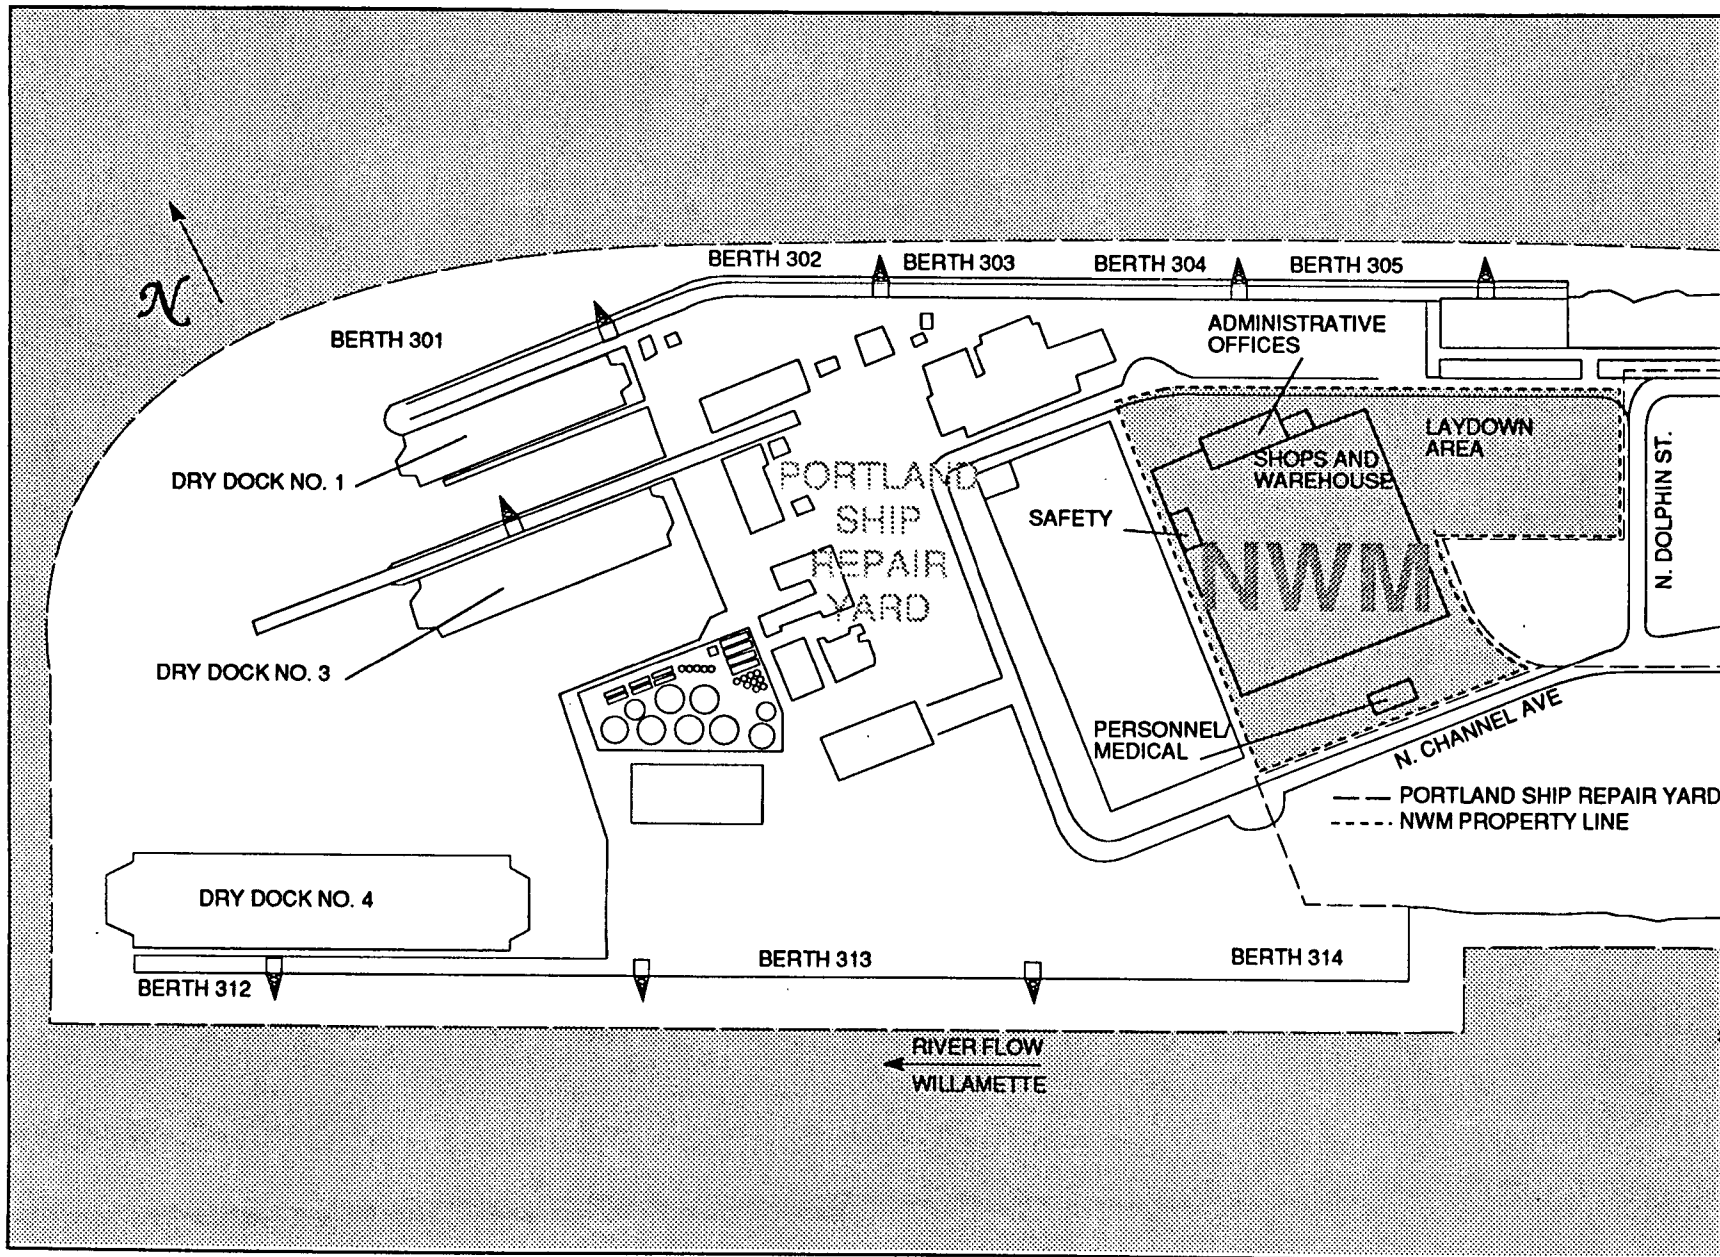 BERTH 302
BERTH 303
BERTH 304
BERTH 305
N
BERTH 301
ADMINISTRATIVE
OFFICES
LAYDOWN
AREA
SHOPS AND
WAREHOUSE
DRY DOCK NO. 1
PORTLAND
SHIP
REPAIR
YARD
SAFETY
NWM
N. DOLPHIN ST.
DRY DOCK NO. 3
PERSONNEL/
MEDICAL
N. CHANNEL AVE
PORTLAND SHIP REPAIR YARD
NWM PROPERTY LINE
DRY DOCK NO. 4
BERTH 312
BERTH 313
BERTH 314
RIVER FLOW
WILLAMETTE